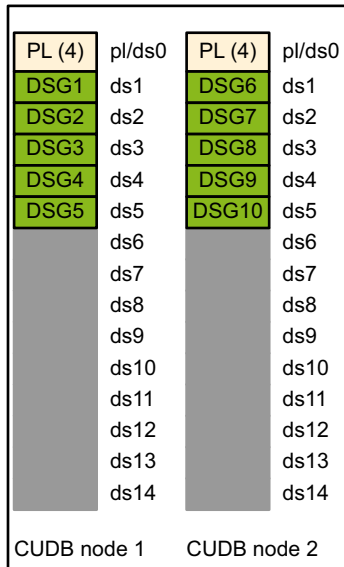 PL (4) pl/ds0 PL (4) pl/ds0
DSG1 ds1 DSG6 ds1
DSG2 ds2 DSG7 ds2
DSG3 ds3 DSG8 ds3
DSG4 ds4 DSG9 ds4
DSG5 ds5 DSG10 ds5
ds6 ds6
ds7 ds7
ds8 ds8
ds9 ds9
ds10 ds10
ds11 ds11
ds12 ds12
ds13 ds13
ds14 ds14
CUDB node 1 CUDB node 2